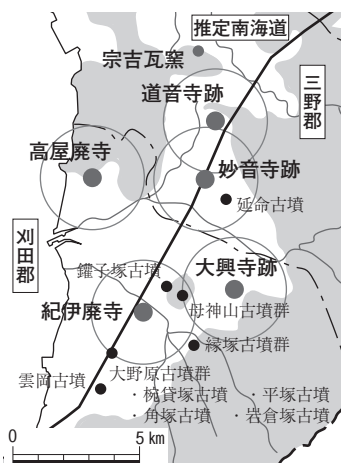 推定南海道
宗吉瓦窯
三野郡
道音寺跡
高屋廃寺
妙音寺跡
延命古墳
刈田郡
鑵子塚古墳
大興寺跡
母神山古墳群
紀伊廃寺
縁塚古墳群
雲岡古墳
大野原古墳群
・椀貸塚古墳 ・平塚古墳
・角塚古墳 ・岩倉塚古墳
0 5 km